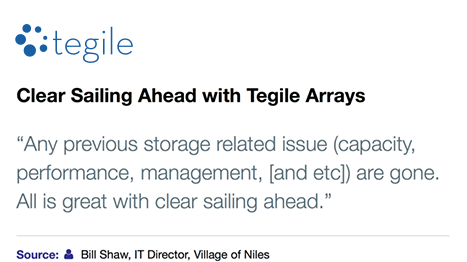 tegile
Clear Sailing Ahead with Tegile Arrays
“Any previous storage related issue (capacity,
performance, management, [and etc]) are gone.
All is great with clear sailing ahead.”
Source: Bill Shaw, IT Director, Village of Niles